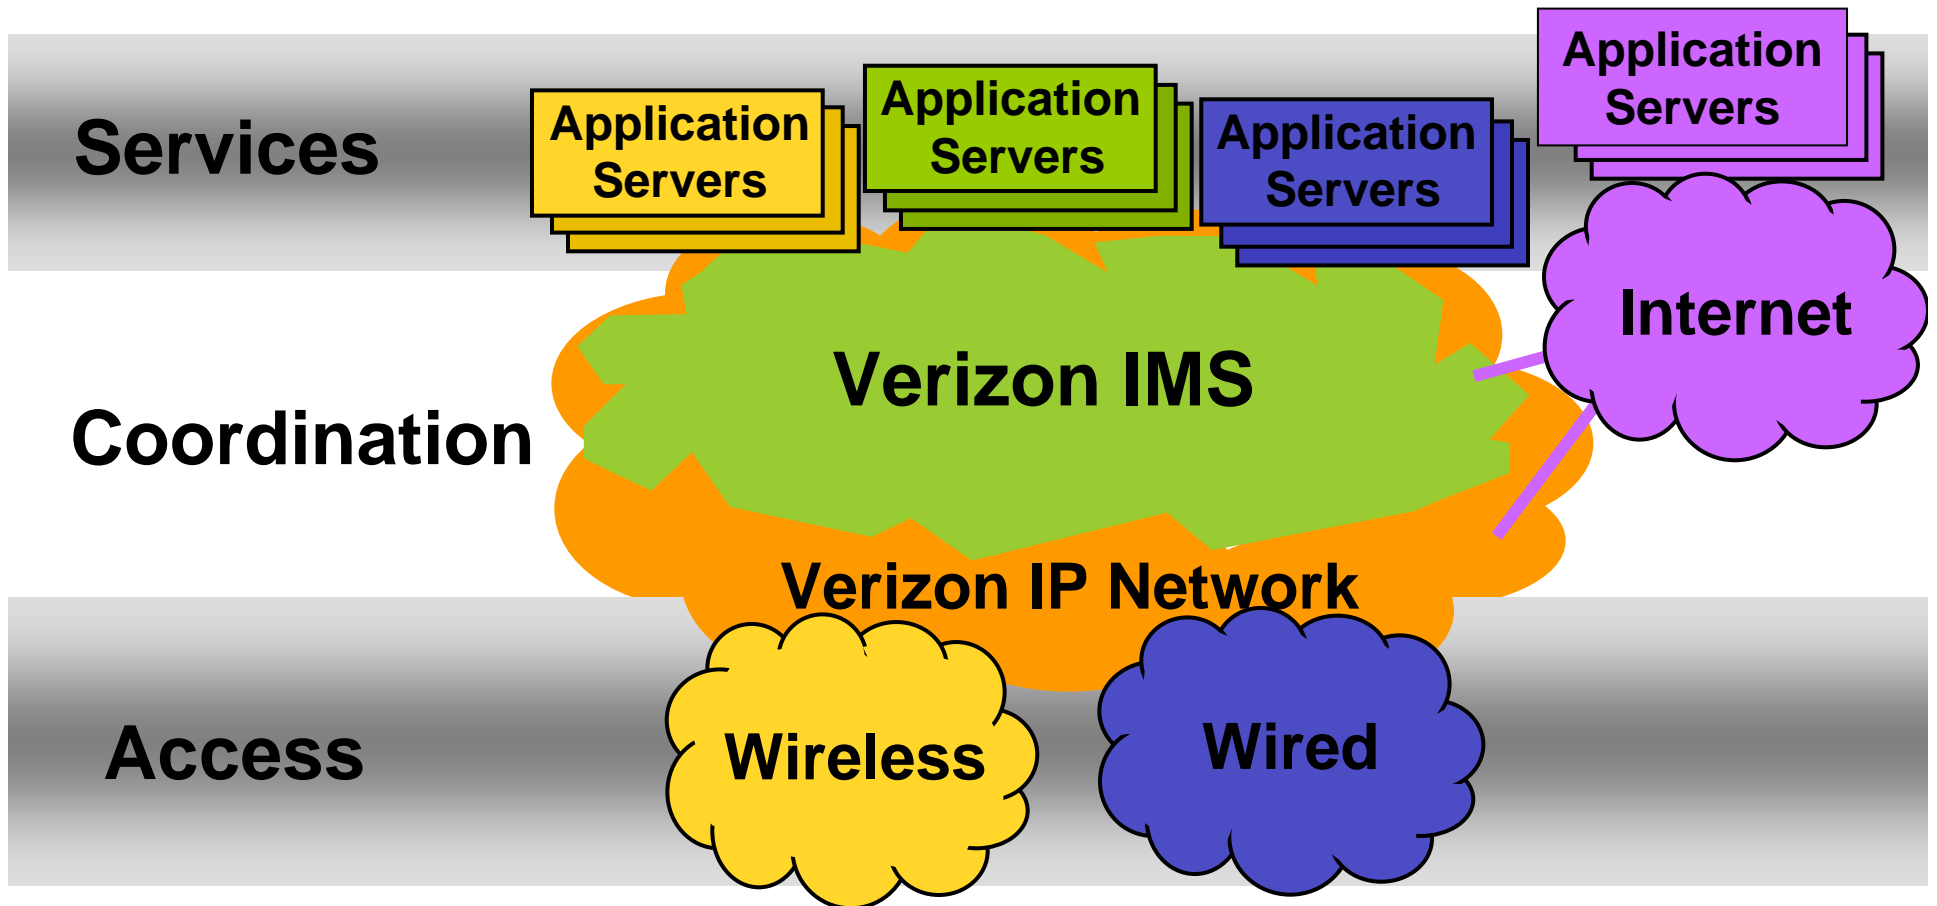 Services
Application
Servers
Application
Servers
Application
Servers
Application
Servers
Internet
Verizon IMS
Coordination
Verizon IP Network
Access
Wireless
Wired